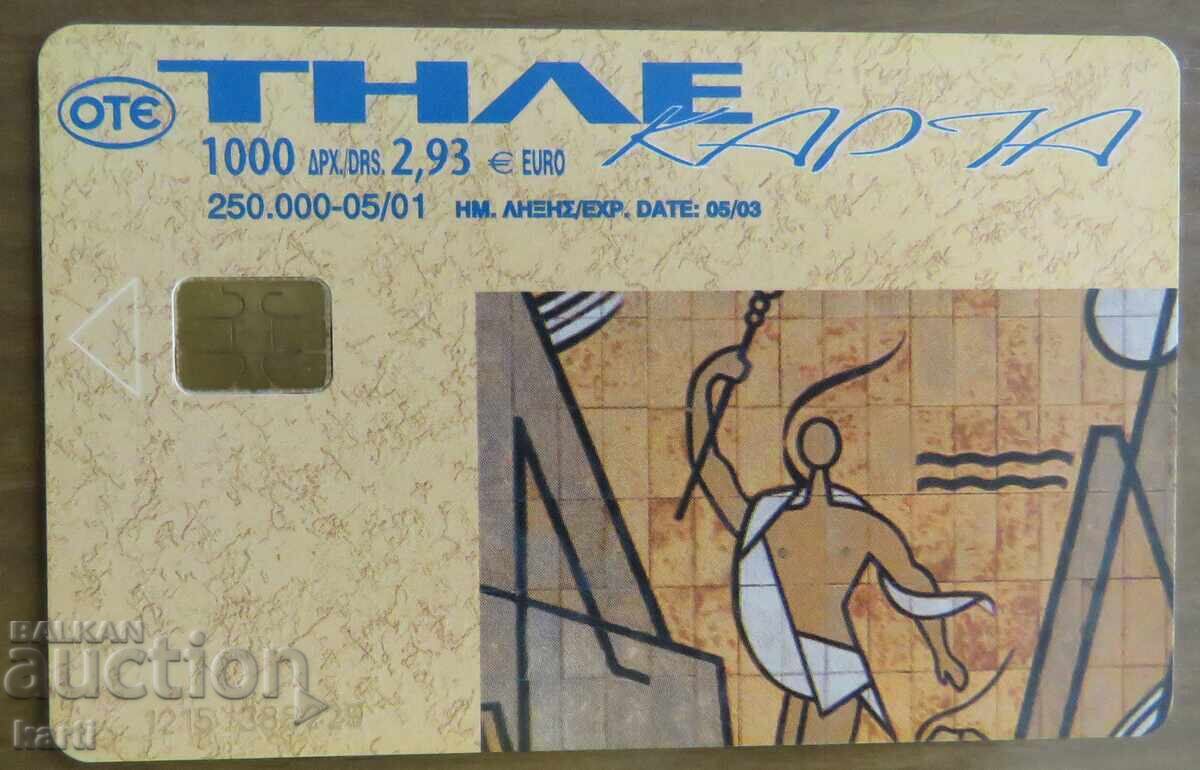 ΟΤЄ
ΤΗΛΕ
ΚΑΡΤΑ
1000 ΔΡΧ./DRS. 2,93 € EURO
250.000-05/01 ΗΜ. ΛΗΞΗΣ/EXP. DATE: 05/03
BALKAN
auction
karti